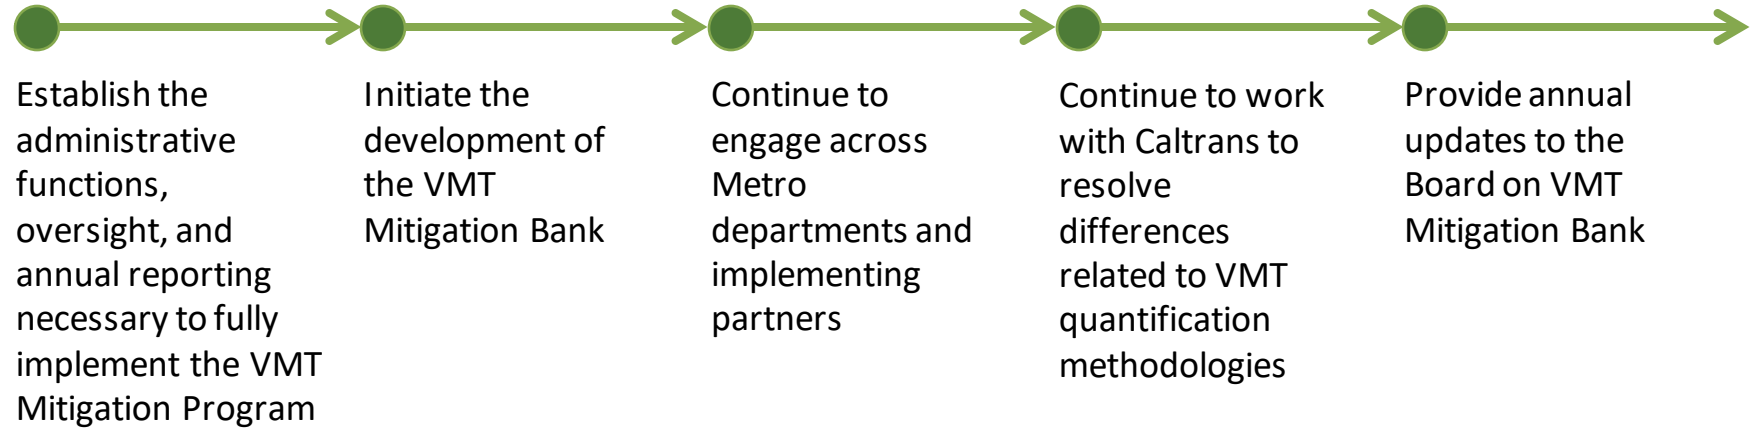 Establish the
administrative
functions,
oversight, and
annual reporting
necessary to fully
implement the VMT
Mitigation Program
Initiate the
development of
the VMT
Mitigation Bank
Continue to
engage across
Metro
departments and
implementing
partners
Continue to work
with Caltrans to
resolve
differences
related to VMT
quantification
methodologies
Provide annual
updates to the
Board on VMT
Mitigation Bank